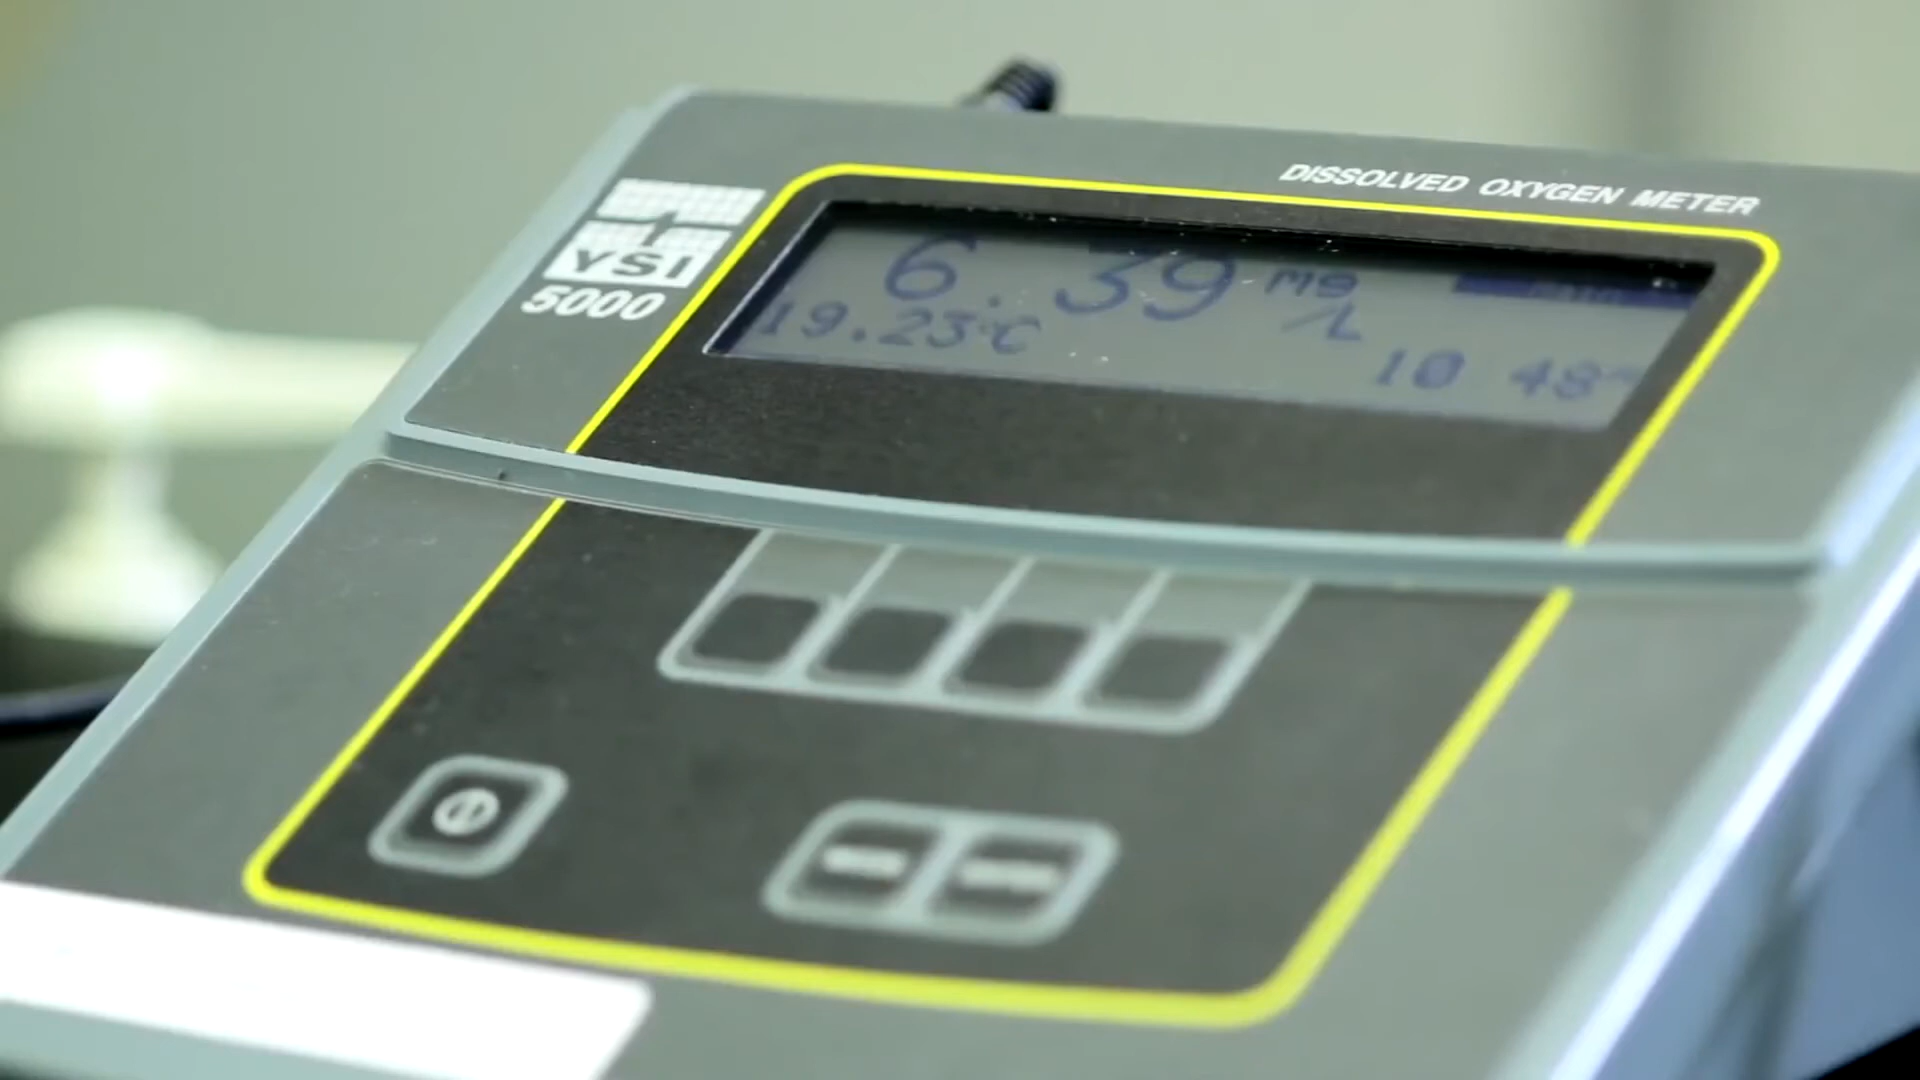 DISSOLVED OXYGEN METER
YSI
5000
6.39 mg
/L
19.23°C
10 48